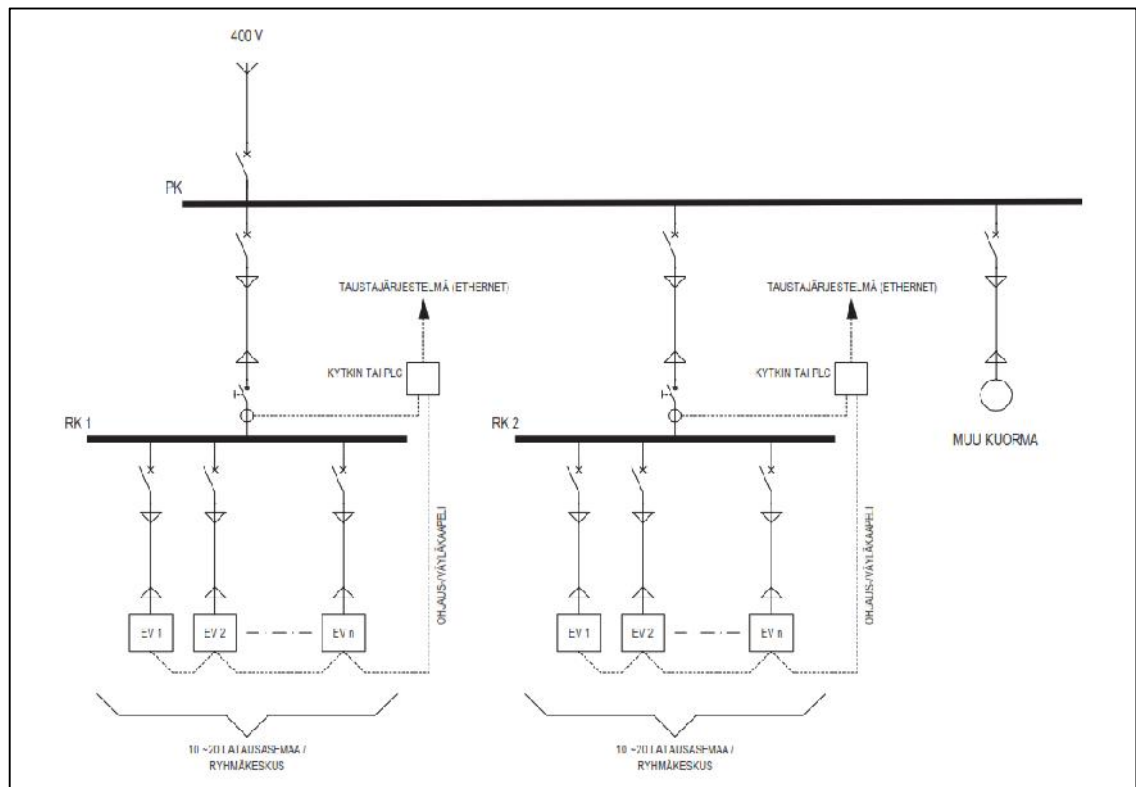 400 V
PK
TAUSTAJÄRJESTELMÄ (ETHERNET)
TAUSTAJÄRJESTELMÄ (ETHERNET)
KYTKIN TAI PLC
KYTKIN TAI PLC
RK 1
RK 2
MUU KUORMA
OHJAUS-/VÄYLÄKAAPELI
OHJAUS-/VÄYLÄKAAPELI
EV 1
EV 2
EV n
EV 1
EV 2
EV n
10 ~20 LATAUSASEMAA /
RYHMÄKESKUS
10 ~20 LATAUSASEMAA /
RYHMÄKESKUS